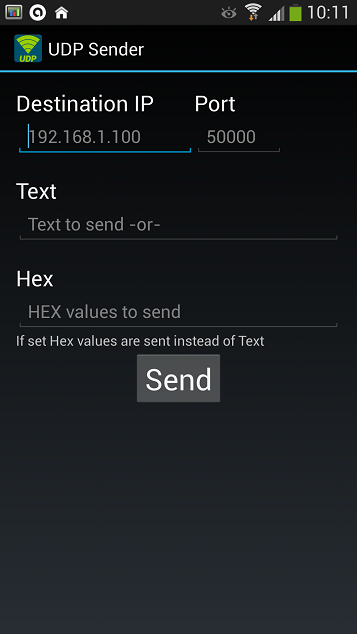 10:11
UDP
UDP Sender
Destination IP Port
192.168.1.100 50000
Text
Text to send -or-
Hex
HEX values to send
If set Hex values are sent instead of Text
Send